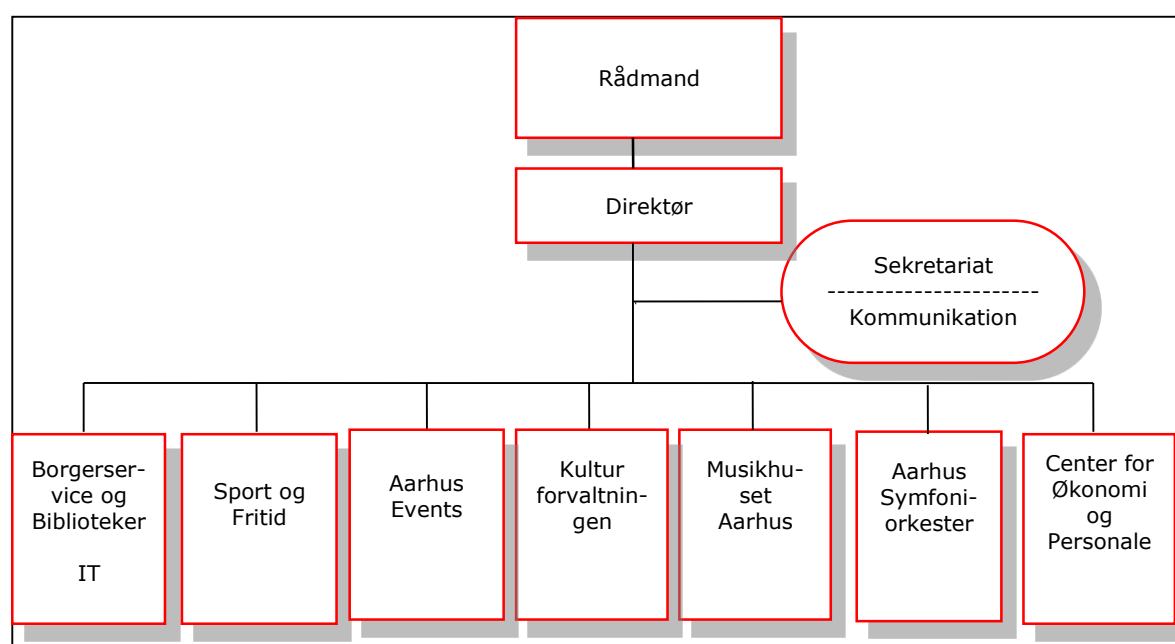 Rådmand
Direktør
Sekretariat
------------------------
Kommunikation
Borgerser-
vice og
Biblioteker
IT
Sport og
Fritid
Aarhus
Events
Kultur
forvaltnin-
gen
Musikhu-
set
Aarhus
Aarhus
Symfoni-
orkester
Center for
Økonomi
og
Personale